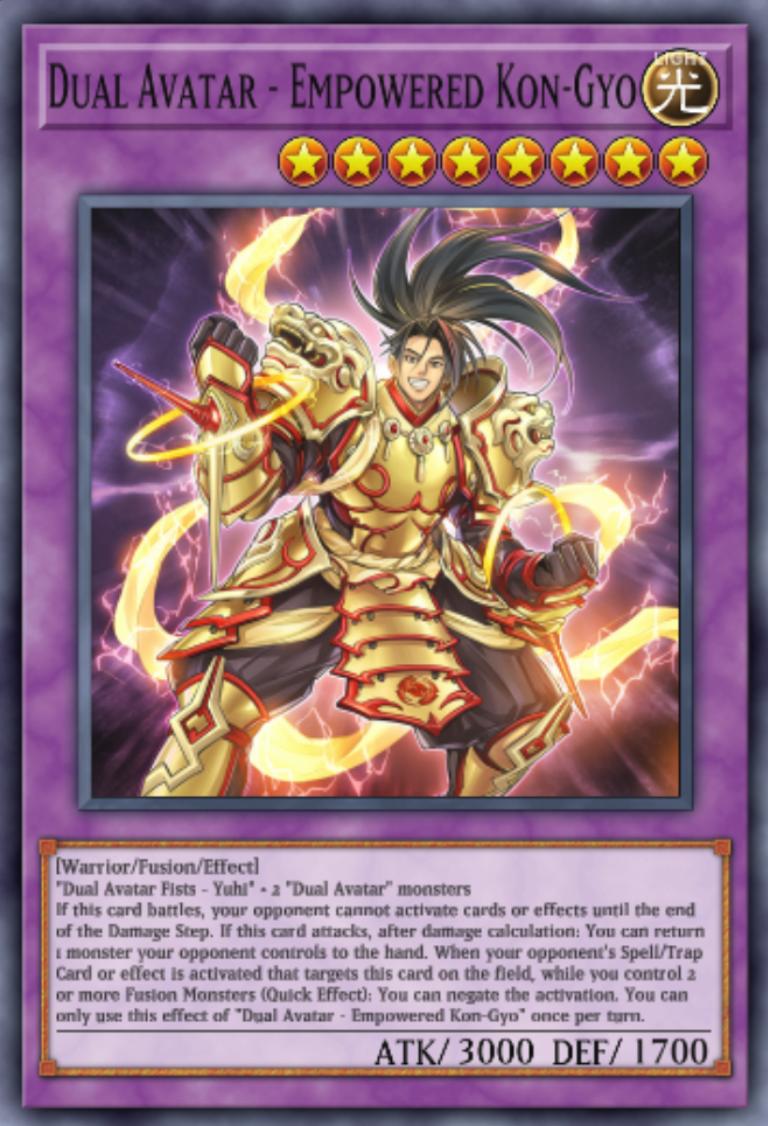 DUAL AVATAR - EMPOWERED KON-GYO
LIGHT
光
[Warrior/Fusion/Effect]
"Dual Avatar Fists - Yuhi" + 2 "Dual Avatar" monsters
If this card battles, your opponent cannot activate cards or effects until the end
of the Damage Step. If this card attacks, after damage calculation: You can return
1 monster your opponent controls to the hand. When your opponent's Spell/Trap
Card or effect is activated that targets this card on the field, while you control 2
or more Fusion Monsters (Quick Effect): You can negate the activation. You can
only use this effect of "Dual Avatar - Empowered Kon-Gyo" once per turn.
ATK/ 3000 DEF/ 1700